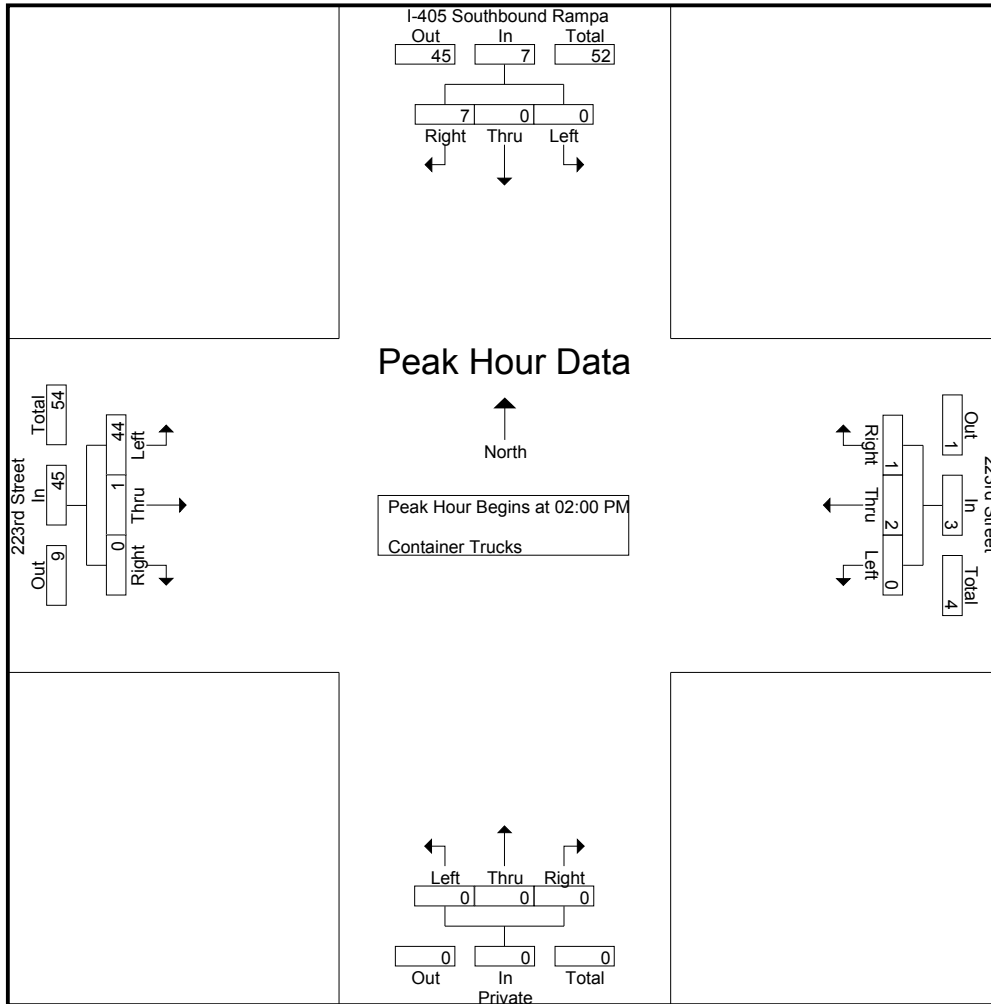 I-405 Southbound Rampa
Out In Total
45 7 52
7 0 0
Right Thru Left
Peak Hour Data
North
Peak Hour Begins at 02:00 PM
Container Trucks
223rd Street
Out In Total
9 45 54
44 1 0
Left Thru Right
223rd Street
Out In Total
1 3 4
1 2 0
Right Thru Left
Left Thru Right
0 0 0
0 0 0
Out In Total
Private